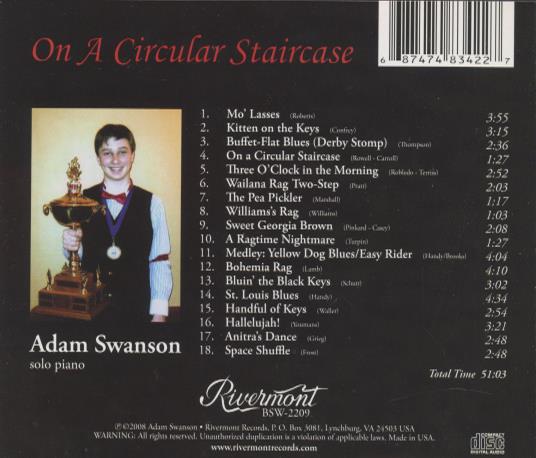 On A Circular Staircase
6 87474 83422 7
1. Mo' Lasses (Roberts) 3:55
2. Kitten on the Keys (Confrey) 3:15
3. Buffet-Flat Blues (Derby Stomp) (Thompson) 2:36
4. On a Circular Staircase (Rowell - Carroll) 1:27
5. Three O'Clock in the Morning (Robledo - Terriss) 2:52
6. Wailana Rag Two-Step (Pratt) 2:03
7. The Pea Pickler (Marshall) 1:17
8. Williams's Rag (Williams) 1:03
9. Sweet Georgia Brown (Pinkard - Casey) 2:08
10. A Ragtime Nightmare (Turpin) 1:27
11. Medley: Yellow Dog Blues/Easy Rider (Handy/Brooks) 4:04
12. Bohemia Rag (Lamb) 4:10
13. Bluin' the Black Keys (Schutt) 3:02
14. St. Louis Blues (Handy) 4:34
15. Handful of Keys (Waller) 2:54
16. Hallelujah! (Youmans) 3:21
17. Anitra's Dance (Grieg) 2:48
18. Space Shuffle (Frost) 2:48
Total Time 51:03
Adam Swanson
solo piano
Rivermont
BSW-2209
℗©2008 Adam Swanson • Rivermont Records, P. O. Box 3081, Lynchburg, VA 24503 USA
WARNING: All rights reserved. Unauthorized duplication is a violation of applicable laws. Made in USA.
www.rivermontrecords.com
COMPACT
disc
DIGITAL AUDIO